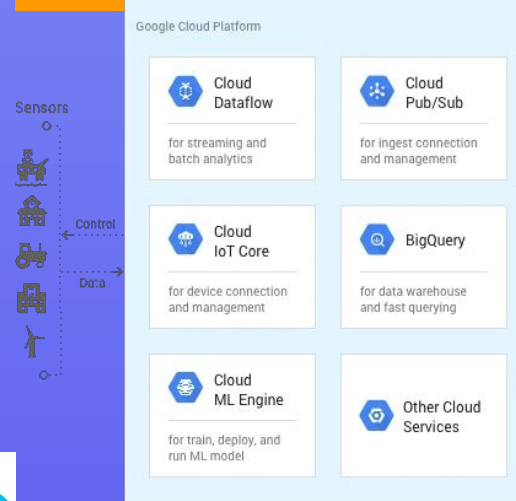 Google Cloud Platform
Sensors
Control
Data
Cloud
Dataflow
for streaming and
batch analytics
Cloud
Pub/Sub
for ingest connection
and management
Cloud
IoT Core
for device connection
and management
BigQuery
for data warehouse
and fast querying
Cloud
ML Engine
for train, deploy, and
run ML model
Other Cloud
Services